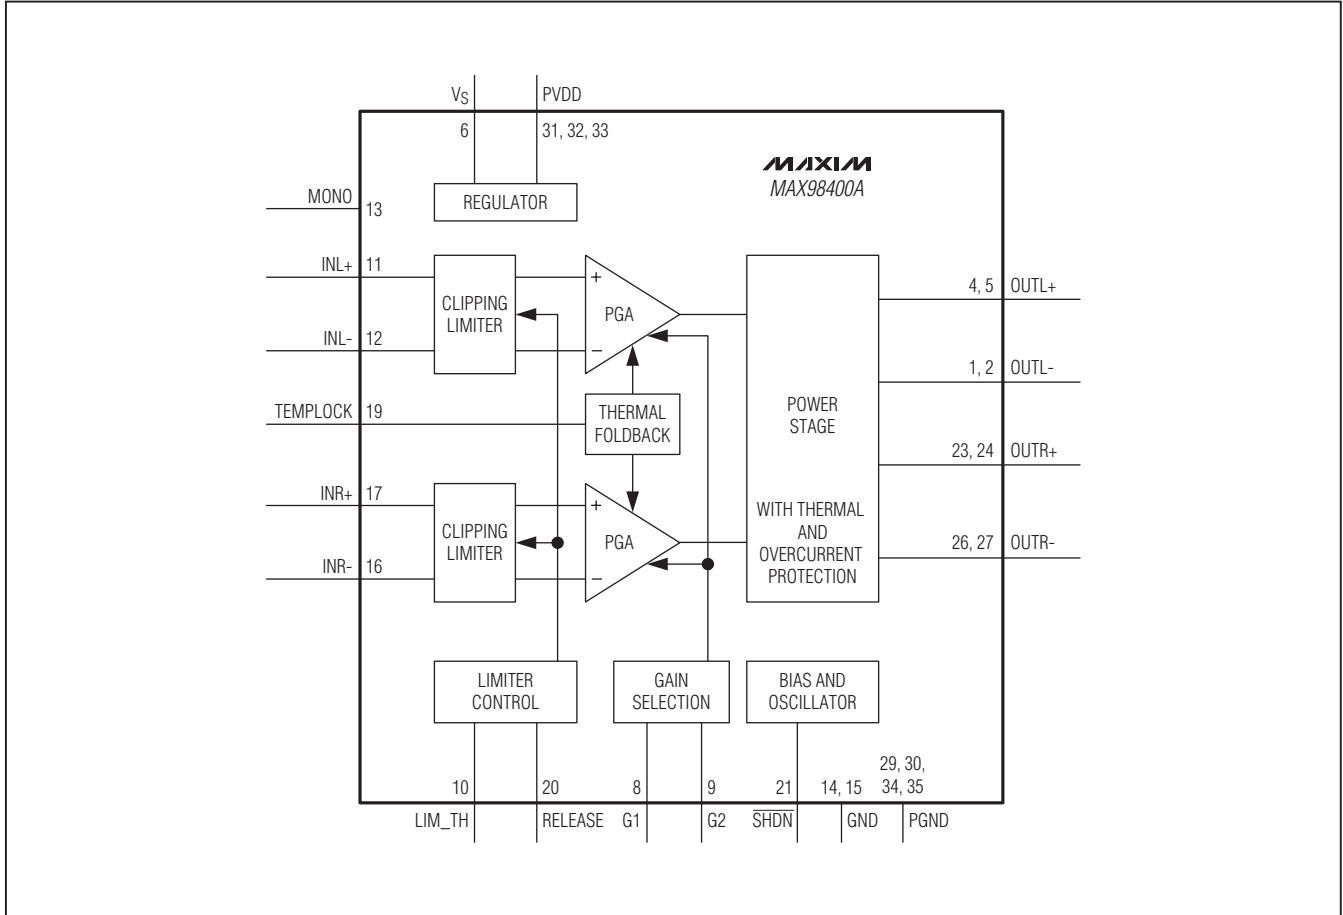 VS
PVDD
6
31, 32, 33
MAXIM
MAX98400A
MONO
13
REGULATOR
INL+
11
CLIPPING
LIMITER
+
PGA
−
INL-
12
4, 5
OUTL+
1, 2
OUTL-
TEMPLOCK
19
THERMAL
FOLDBACK
POWER
STAGE
23, 24
OUTR+
INR+
17
CLIPPING
LIMITER
+
PGA
−
INR-
16
WITH THERMAL
AND
OVERCURRENT
PROTECTION
26, 27
OUTR-
LIMITER
CONTROL
GAIN
SELECTION
BIAS AND
OSCILLATOR
10
20
8
9
21
14, 15
29, 30,
34, 35
LIM_TH
RELEASE
G1
G2
SHDN
GND
PGND